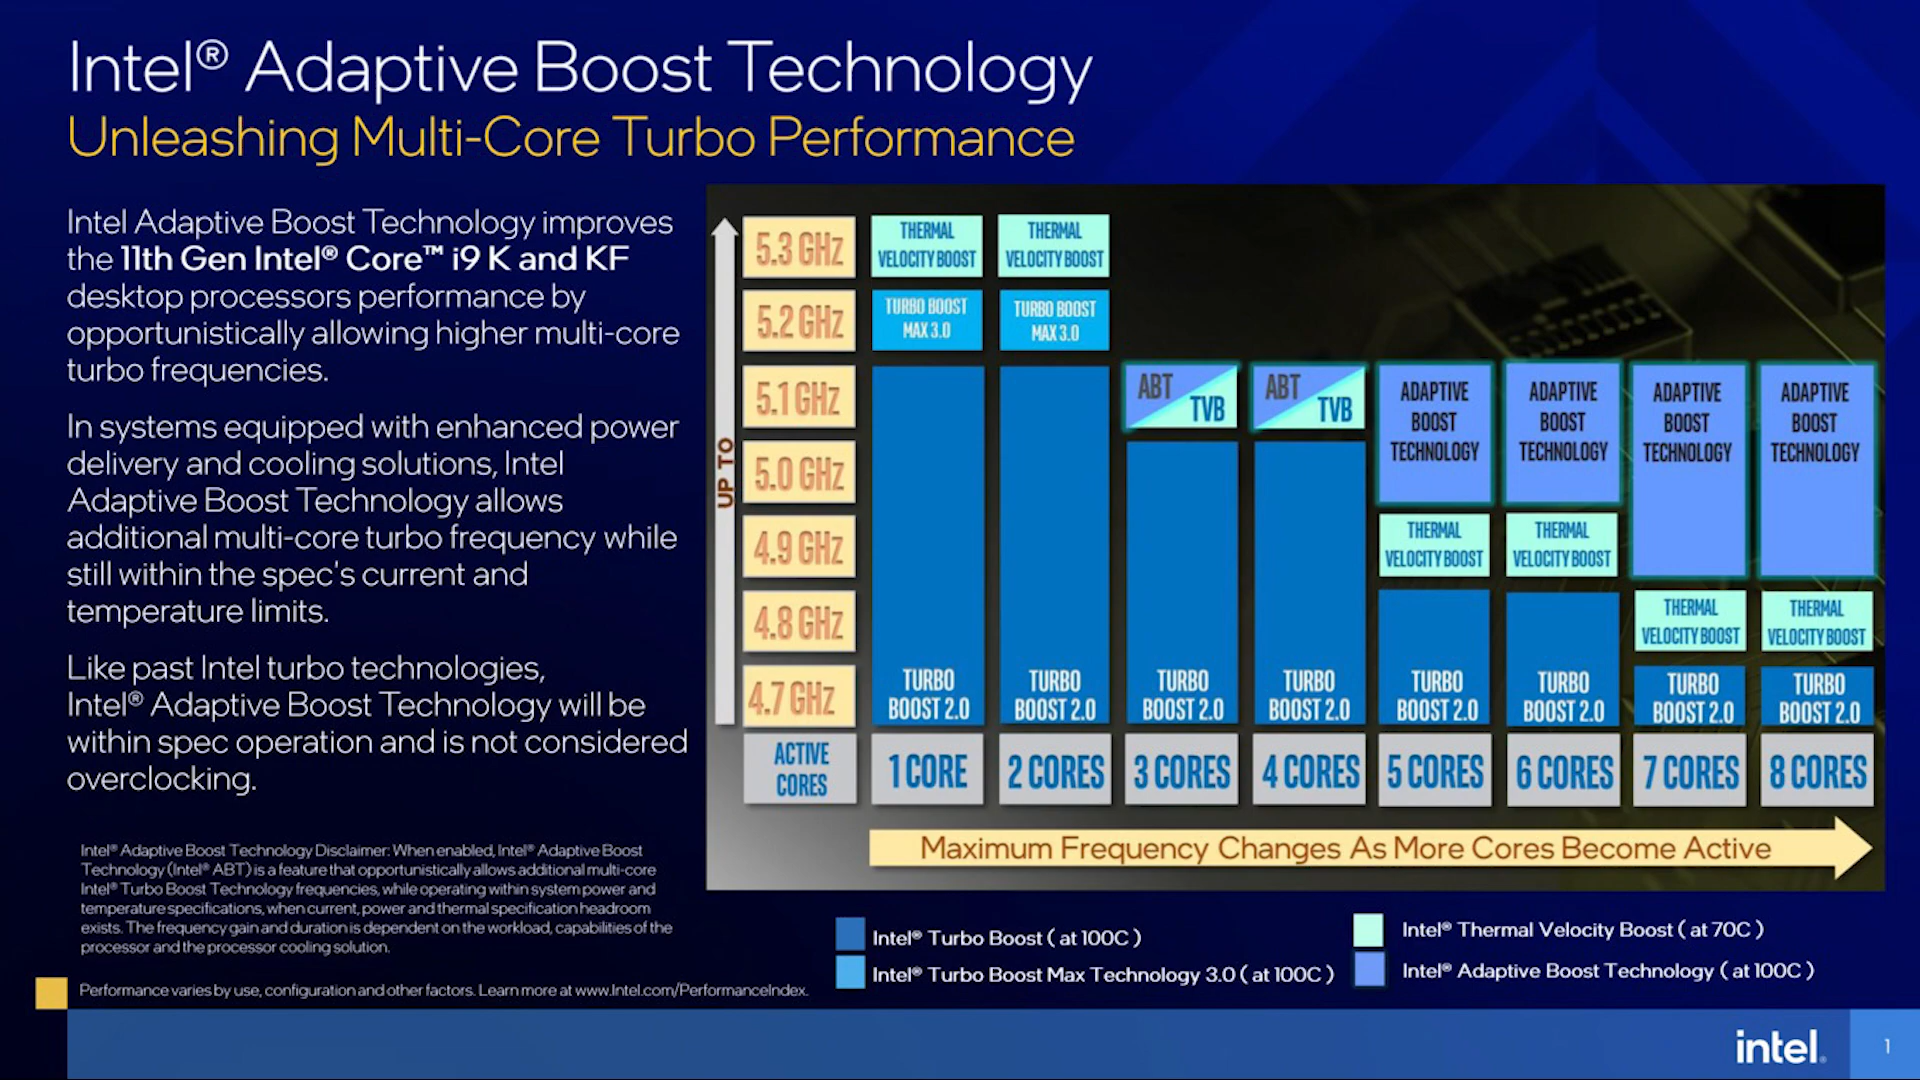 Intel® Adaptive Boost Technology
Unleashing Multi-Core Turbo Performance
Intel Adaptive Boost Technology improves
the 11th Gen Intel® Core™ i9 K and KF
desktop processors performance by
opportunistically allowing higher multi-core
turbo frequencies.
In systems equipped with enhanced power
delivery and cooling solutions, Intel
Adaptive Boost Technology allows
additional multi-core turbo frequency while
still within the spec's current and
temperature limits.
Like past Intel turbo technologies,
Intel® Adaptive Boost Technology will be
within spec operation and is not considered
overclocking.
Intel® Adaptive Boost Technology Disclaimer: When enabled, Intel® Adaptive Boost
Technology (Intel® ABT) is a feature that opportunistically allows additional multi-core
Intel® Turbo Boost Technology frequencies, while operating within system power and
temperature specifications, when current, power and thermal specification headroom
exists. The frequency gain and duration is dependent on the workload, capabilities of the
processor and the processor cooling solution.
Performance varies by use, configuration and other factors. Learn more at www.Intel.com/PerformanceIndex.
UP TO
5.3 GHz
THERMAL
VELOCITY BOOST
THERMAL
VELOCITY BOOST
5.2 GHz
TURBO BOOST
MAX 3.0
TURBO BOOST
MAX 3.0
5.1 GHz
ABT
TVB
ABT
TVB
ADAPTIVE
BOOST
TECHNOLOGY
ADAPTIVE
BOOST
TECHNOLOGY
ADAPTIVE
BOOST
TECHNOLOGY
ADAPTIVE
BOOST
TECHNOLOGY
5.0 GHz
4.9 GHz
THERMAL
VELOCITY BOOST
THERMAL
VELOCITY BOOST
4.8 GHz
THERMAL
VELOCITY BOOST
THERMAL
VELOCITY BOOST
4.7 GHz
TURBO
BOOST 2.0
TURBO
BOOST 2.0
TURBO
BOOST 2.0
TURBO
BOOST 2.0
TURBO
BOOST 2.0
TURBO
BOOST 2.0
TURBO
BOOST 2.0
TURBO
BOOST 2.0
ACTIVE
CORES
1 CORE
2 CORES
3 CORES
4 CORES
5 CORES
6 CORES
7 CORES
8 CORES
Maximum Frequency Changes As More Cores Become Active
Intel® Turbo Boost ( at 100C )
Intel® Turbo Boost Max Technology 3.0 ( at 100C )
Intel® Thermal Velocity Boost ( at 70C )
Intel® Adaptive Boost Technology ( at 100C )
intel.
1